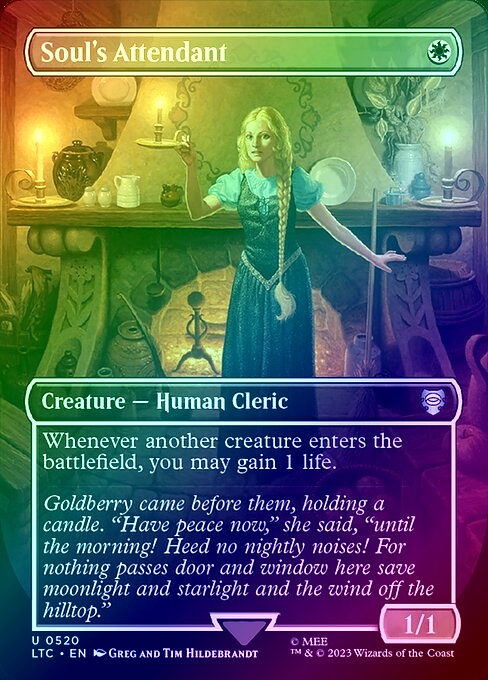 Soul's Attendant
Creature — Human Cleric
Whenever another creature enters the
battlefield, you may gain 1 life.
Goldberry came before them, holding a
candle. “Have peace now,” she said, “until
the morning! Heed no nightly noises! For
nothing passes door and window here save
moonlight and starlight and the wind off the
hilltop.”
1/1
U 0520
LTC • EN Greg and Tim Hildebrandt
© MEE
™ & © 2023 Wizards of the Coast